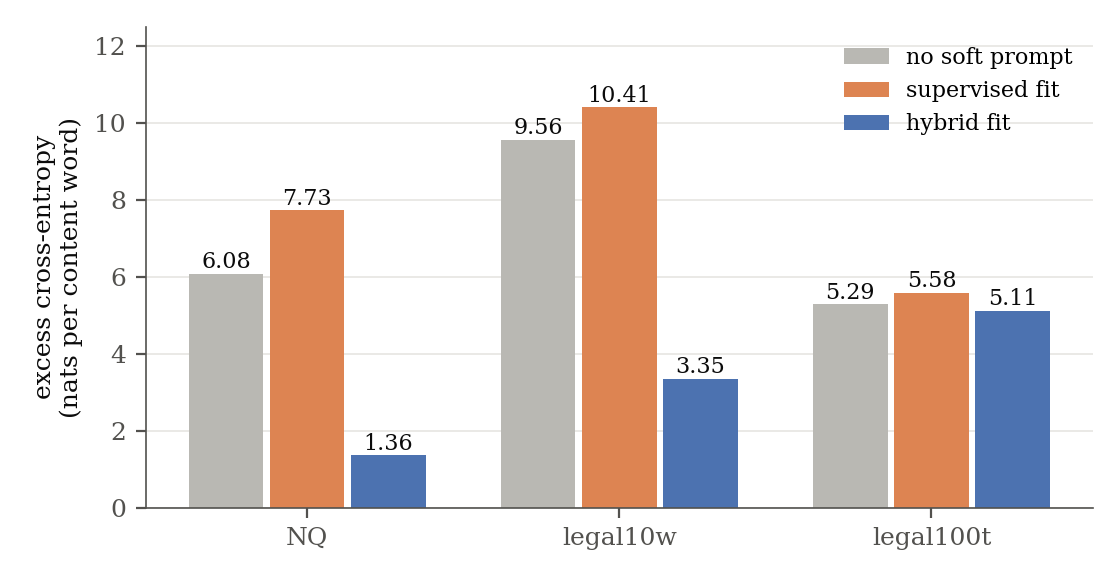 excess cross-entropy
(nats per content word)
12
10
8
6
4
2
0
no soft prompt
supervised fit
hybrid fit
6.08
7.73
1.36
9.56
10.41
3.35
5.29
5.58
5.11
NQ
legal10w
legal100t